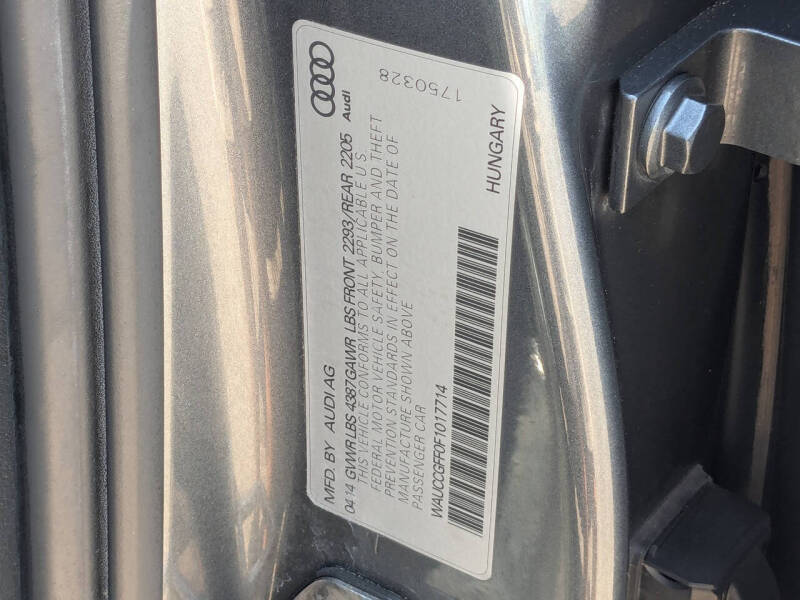 Audi
1750328
MFD. BY AUDI AG
04 14 GVWR LBS 4387 GAWR LBS FRONT 2293/REAR 2205
THIS VEHICLE CONFORMS TO ALL APPLICABLE U.S.
FEDERAL MOTOR VEHICLE SAFETY, BUMPER AND THEFT
PREVENTION STANDARDS IN EFFECT ON THE DATE OF
MANUFACTURE SHOWN ABOVE
PASSENGER CAR
HUNGARY
WAUCCGFF0F1017714